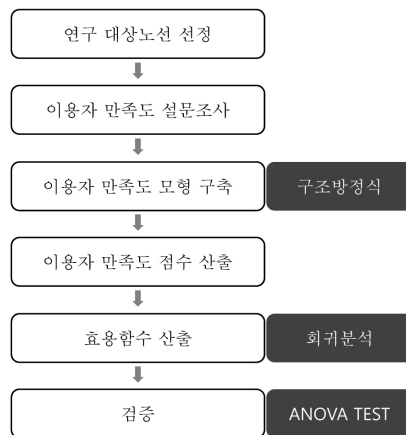 연구 대상노선 선정
이용자 만족도 설문조사
이용자 만족도 모형 구축
구조방정식
이용자 만족도 점수 산출
효용함수 산출
회귀분석
검증
ANOVA TEST